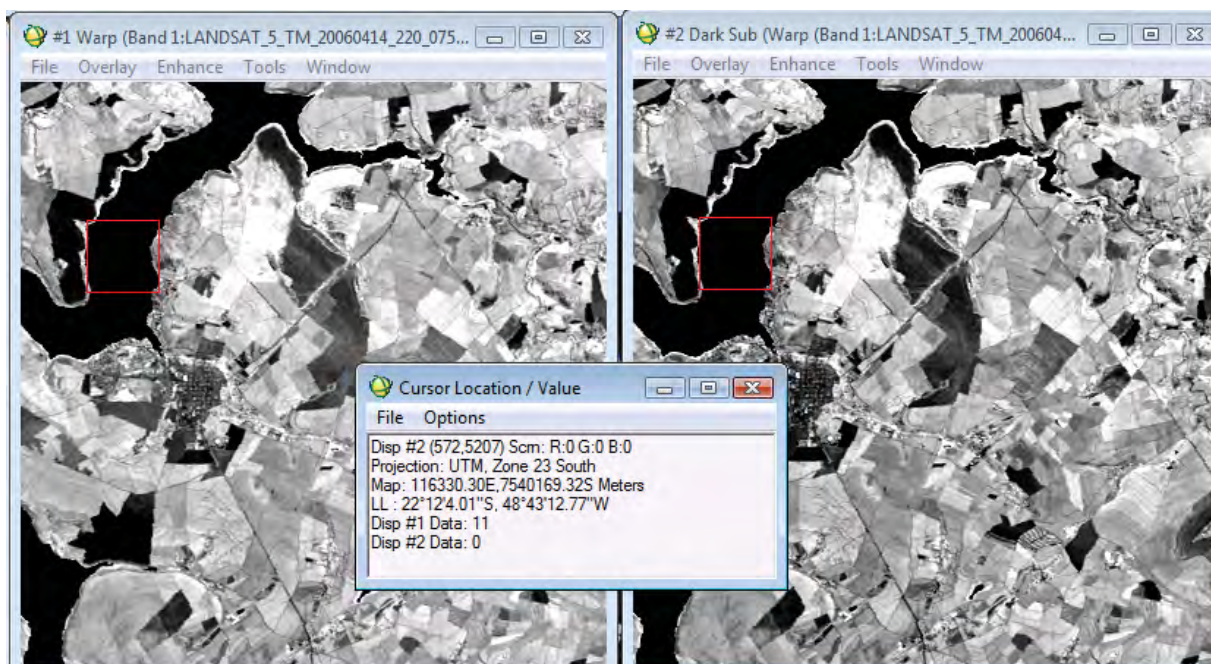 #1 Warp (Band 1:LANDSAT_5_TM_20060414_220_075...
File Overlay Enhance Tools Window
#2 Dark Sub (Warp (Band 1:LANDSAT_5_TM_200604...
File Overlay Enhance Tools Window
Cursor Location / Value
File Options
Disp #2 (572,5207) Scrn: R:0 G:0 B:0
Projection: UTM, Zone 23 South
Map: 116330.30E,7540169.32S Meters
LL : 22°12'4.01"S, 48°43'12.77"W
Disp #1 Data: 11
Disp #2 Data: 0